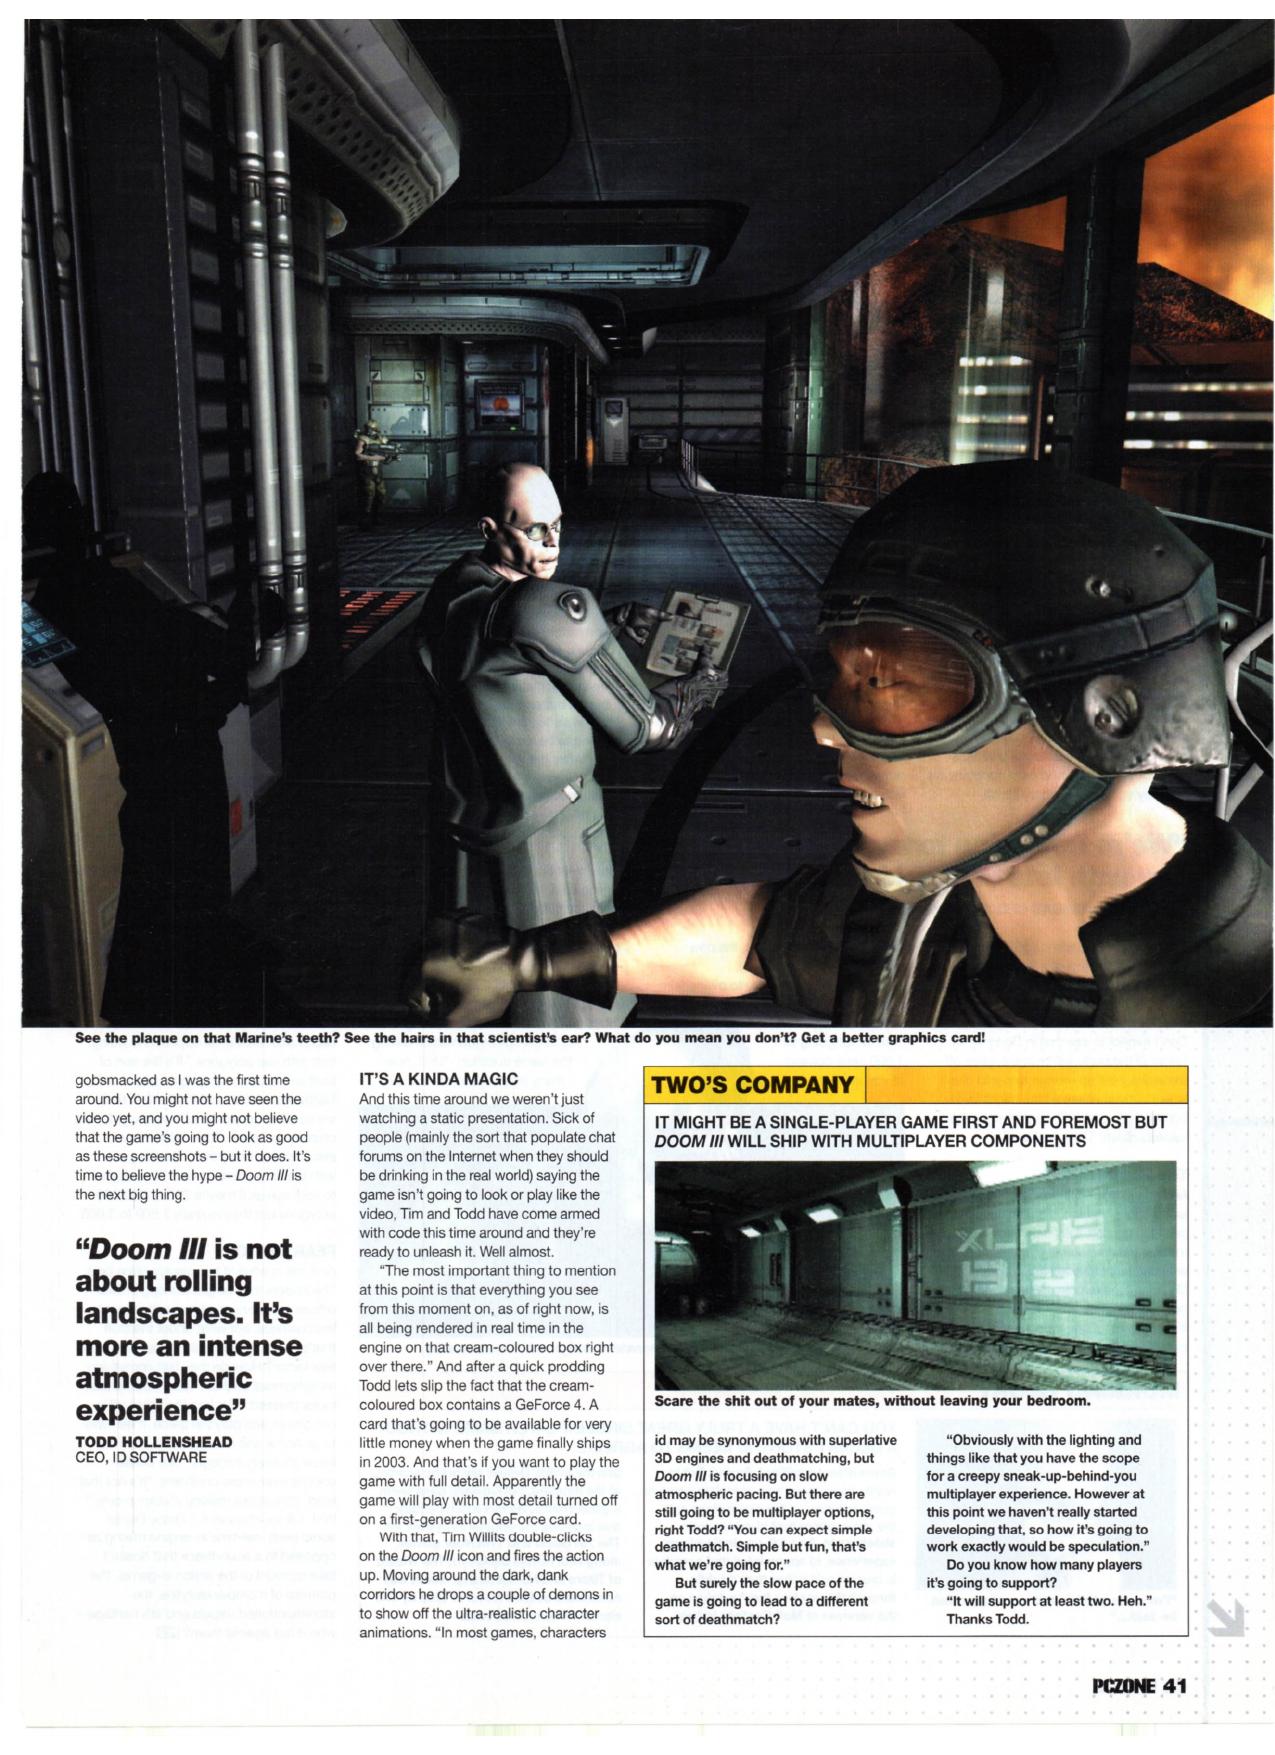 See the plaque on that Marine's teeth? See the hairs in that scientist's ear? What do you mean you don't? Get a better graphics card!
gobsmacked as I was the first time
around. You might not have seen the
video yet, and you might not believe
that the game's going to look as good
as these screenshots – but it does. It's
time to believe the hype – Doom III is
the next big thing.
“Doom III is not
about rolling
landscapes. It's
more an intense
atmospheric
experience”
TODD HOLLENSHEAD
CEO, ID SOFTWARE
IT'S A KINDA MAGIC
And this time around we weren't just
watching a static presentation. Sick of
people (mainly the sort that populate chat
forums on the Internet when they should
be drinking in the real world) saying the
game isn't going to look or play like the
video, Tim and Todd have come armed
with code this time around and they're
ready to unleash it. Well almost.
“The most important thing to mention
at this point is that everything you see
from this moment on, as of right now, is
all being rendered in real time in the
engine on that cream-coloured box right
over there.” And after a quick prodding
Todd lets slip the fact that the cream-
coloured box contains a GeForce 4. A
card that's going to be available for very
little money when the game finally ships
in 2003. And that's if you want to play the
game with full detail. Apparently the
game will play with most detail turned off
on a first-generation GeForce card.
With that, Tim Willits double-clicks
on the Doom III icon and fires the action
up. Moving around the dark, dank
corridors he drops a couple of demons in
to show off the ultra-realistic character
animations. “In most games, characters
TWO'S COMPANY
IT MIGHT BE A SINGLE-PLAYER GAME FIRST AND FOREMOST BUT
DOOM III WILL SHIP WITH MULTIPLAYER COMPONENTS
Scare the shit out of your mates, without leaving your bedroom.
id may be synonymous with superlative
3D engines and deathmatching, but
Doom III is focusing on slow
atmospheric pacing. But there are
still going to be multiplayer options,
right Todd? “You can expect simple
deathmatch. Simple but fun, that's
what we're going for.”
But surely the slow pace of the
game is going to lead to a different
sort of deathmatch?
“Obviously with the lighting and
things like that you have the scope
for a creepy sneak-up-behind-you
multiplayer experience. However at
this point we haven't really started
developing that, so how it's going to
work exactly would be speculation.”
Do you know how many players
it's going to support?
“It will support at least two. Heh.”
Thanks Todd.
PCZONE 41